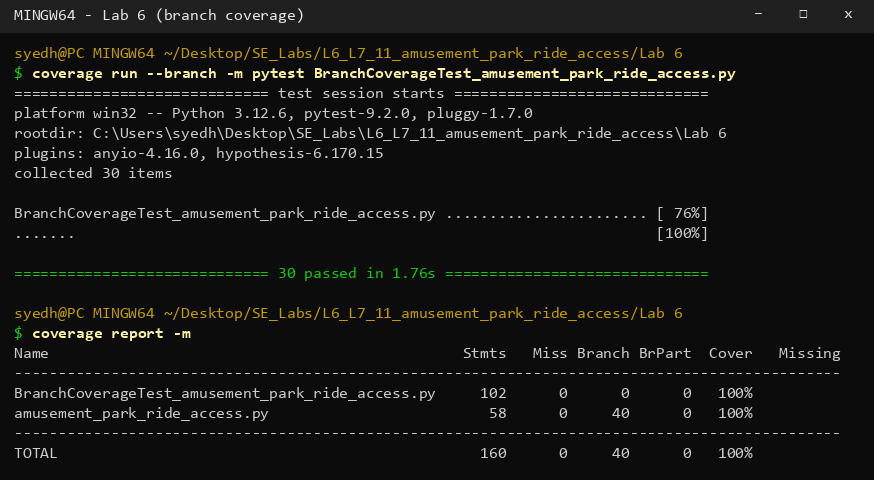 MINGW64 - Lab 6 (branch coverage)
syedh@PC MINGW64 ~/Desktop/SE_Labs/L6_L7_11_amusement_park_ride_access/Lab 6
$ coverage run --branch -m pytest BranchCoverageTest_amusement_park_ride_access.py
============================= test session starts =============================
platform win32 -- Python 3.12.6, pytest-9.2.0, pluggy-1.7.0
rootdir: C:\Users\syedh\Desktop\SE_Labs\L6_L7_11_amusement_park_ride_access\Lab 6
plugins: anyio-4.16.0, hypothesis-6.170.15
collected 30 items
BranchCoverageTest_amusement_park_ride_access.py ....................... [ 76%]
.......                                                                  [100%]
============================= 30 passed in 1.76s ==============================
syedh@PC MINGW64 ~/Desktop/SE_Labs/L6_L7_11_amusement_park_ride_access/Lab 6
$ coverage report -m
Name                                               Stmts   Miss Branch BrPart  Cover   Missing
----------------------------------------------------------------------------------------------
BranchCoverageTest_amusement_park_ride_access.py     102      0      0      0   100%
amusement_park_ride_access.py                         58      0     40      0   100%
----------------------------------------------------------------------------------------------
TOTAL                                                160      0     40      0   100%